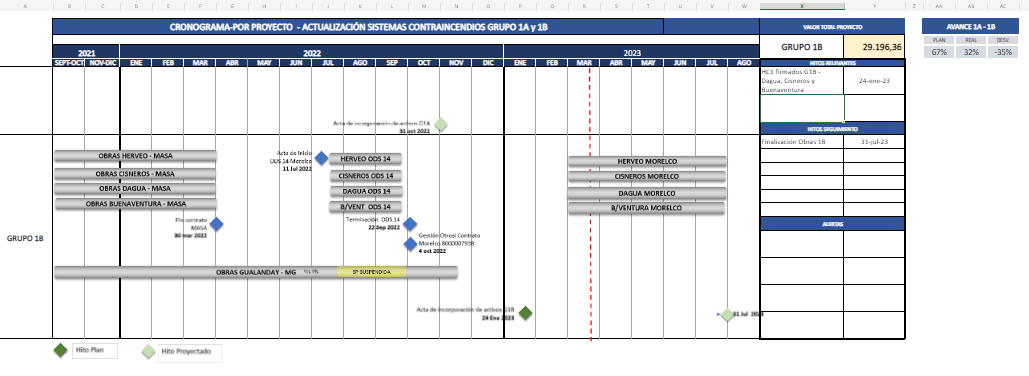 A B C D E F G H I J K L M N O P Q R S T U V W X Y Z AA AB AC
CRONOGRAMA-POR PROYECTO - ACTUALIZACIÓN SISTEMAS CONTRAINCENDIOS GRUPO 1A y 1B
VALOR TOTAL PROYECTO
AVANCE 1A - 1B
PLAN REAL DESV.
67% 32% -35%
GRUPO 1B 29.196,36
2021 2022 2023
SEPT-OCT NOV-DIC ENE FEB MAR ABR MAY JUN JUL AGO SEP OCT NOV DIC ENE FEB MAR ABR MAY JUN JUL AGO
HITOS RELEVANTES
HC1 firmados G1B -
Dagua, Cisneros y
Buenaventura
24-ene-23
Acta de incorporación de activos G1A
31 oct 2022
HITOS SEGUIMIENTO
Finalización Obras 1B 31-jul-23
OBRAS HERVEO - MASA
OBRAS CISNEROS - MASA
OBRAS DAGUA - MASA
OBRAS BUENAVENTURA - MASA
Acta de Inicio
ODS 14 Morelco
11 Jul 2022
HERVEO ODS 14
CISNEROS ODS 14
DAGUA ODS 14
B/VENT ODS 14
HERVEO MORELCO
CISNEROS MORELCO
DAGUA MORELCO
B/VENTURA MORELCO
Fin contrato
MASA
30 mar 2022
Terminación ODS 14
22 Sep 2022
Gestión Otrosi Contrato
Morelco 8000007938
4 oct 2022
ALERTAS
GRUPO 1B
OBRAS GUALANDAY - MG
SP SUSPENDIDA
Acta de incorporación de activos G1B
24 Ene 2023
31 Jul 2023
Hito Plan
Hito Proyectado